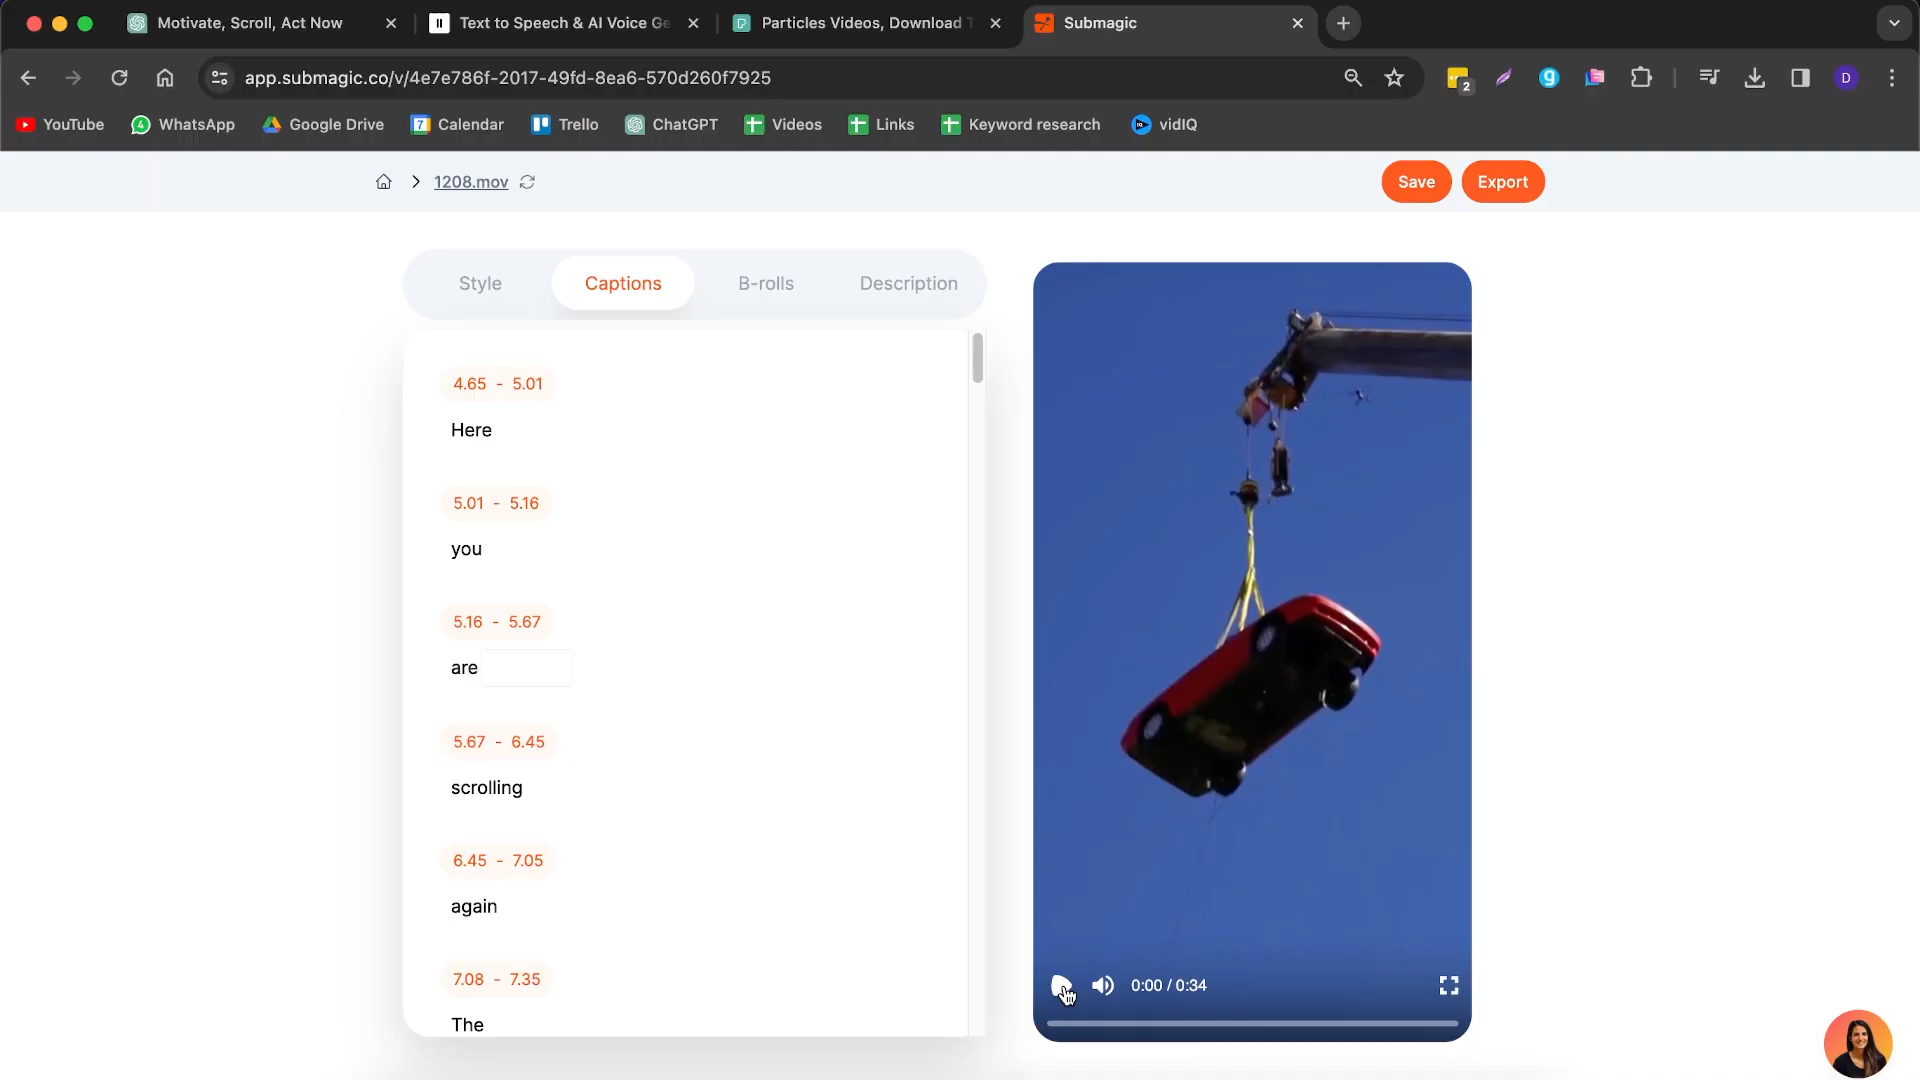 Motivate, Scroll, Act Now
Text to Speech & AI Voice Ge
Particles Videos, Download T
Submagic
app.submagic.co/v/4e7e786f-2017-49fd-8ea6-570d260f7925
2
D
YouTube
4
WhatsApp
Google Drive
7
Calendar
Trello
ChatGPT
Videos
Links
Keyword research
vidIQ
1208.mov
Save
Export
Style
Captions
B-rolls
Description
4.65 - 5.01
Here
5.01 - 5.16
you
5.16 - 5.67
are
5.67 - 6.45
scrolling
6.45 - 7.05
again
7.08 - 7.35
The
0:00 / 0:34